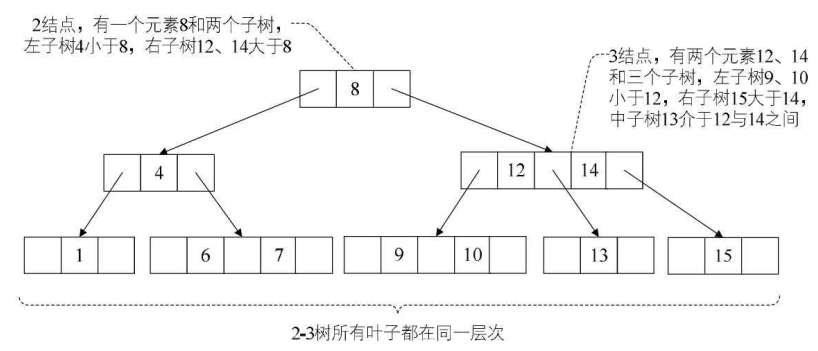 2结点，有一个元素8和两个子树，
左子树4小于8，右子树12、14大于8
3结点，有两个元素12、14
和三个子树，左子树9、10
小于12，右子树15大于14，
中子树13介于12与14之间
8
4
12 14
1
6 7
9 10
13
15
2-3树所有叶子都在同一层次